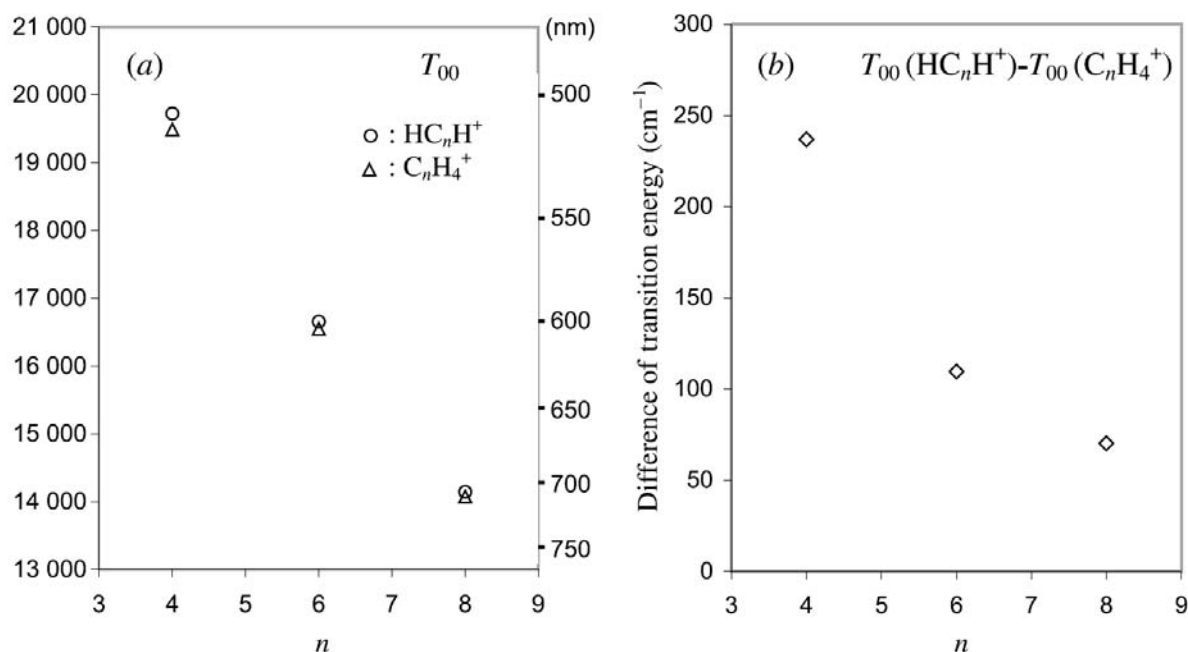 21 000
20 000
19 000
18 000
17 000
16 000
15 000
14 000
13 000
(a) T₀₀
○ : HCₙH⁺
△ : CₙH₄⁺
(nm)
500
550
600
650
700
750
3 4 5 6 7 8 9
n
Difference of transition energy (cm⁻¹)
300
250
200
150
100
50
0
(b) T₀₀ (HCₙH⁺)-T₀₀ (CₙH₄⁺)
3 4 5 6 7 8 9
n